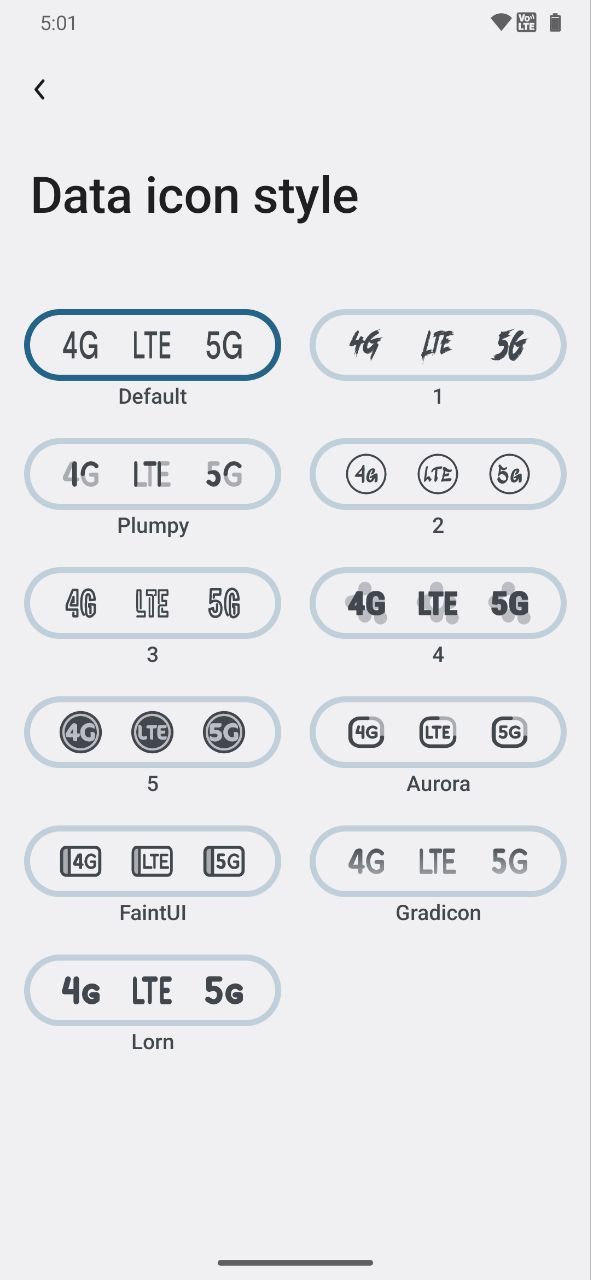 5:01
Vo LTE
Data icon style
4G LTE 5G
4G LTE 5G
Default
1
4G LTE 5G
4G LTE 5G
Plumpy
2
4G LTE 5G
4G LTE 5G
3
4
4G LTE 5G
4G LTE 5G
5
Aurora
4G LTE 5G
4G LTE 5G
FaintUI
Gradicon
4G LTE 5G
Lorn